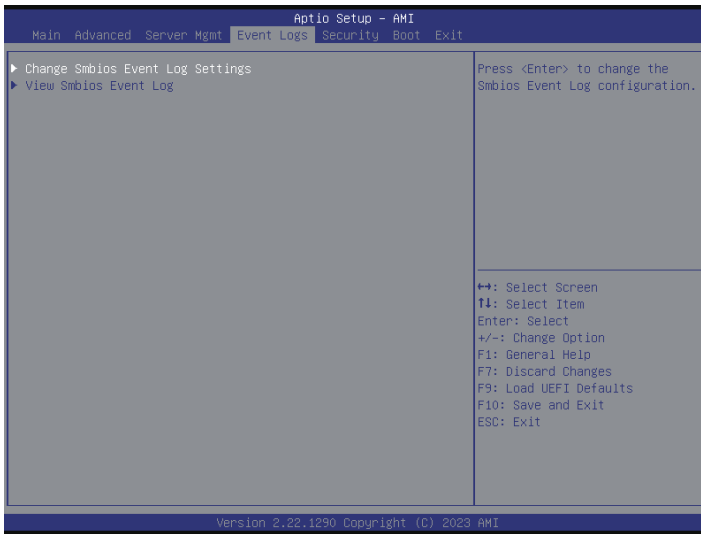 Aptio Setup - AMI
Main Advanced Server Mgmt Event Logs Security Boot Exit
▶ Change Smbios Event Log Settings
▶ View Smbios Event Log
Press <Enter> to change the
Smbios Event Log configuration.
↔: Select Screen
↑↓: Select Item
Enter: Select
+/-: Change Option
F1: General Help
F7: Discard Changes
F9: Load UEFI Defaults
F10: Save and Exit
ESC: Exit
Version 2.22.1290 Copyright (C) 2023 AMI